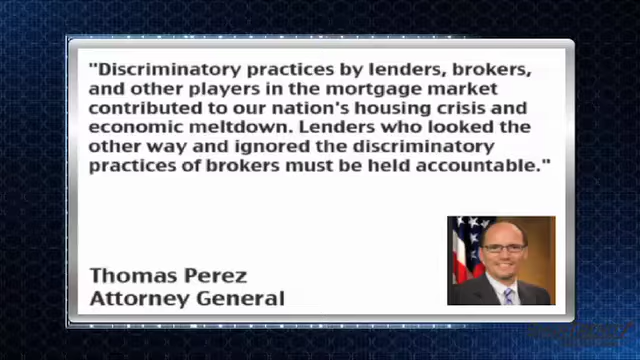 "Discriminatory practices by lenders, brokers,
and other players in the mortgage market
contributed to our nation's housing crisis and
economic meltdown. Lenders who looked the
other way and ignored the discriminatory
practices of brokers must be held accountable."
Thomas Perez
Attorney General